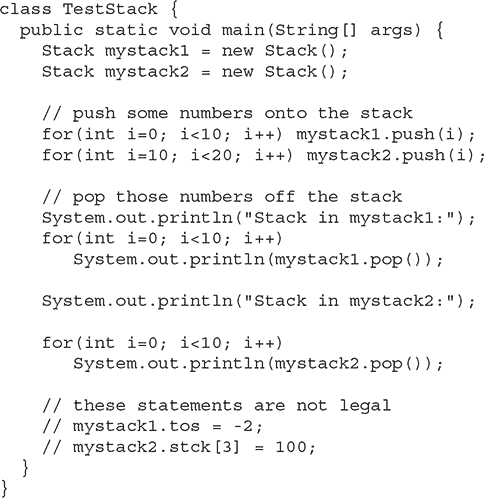 class TestStack {
  public static void main(String[] args) {
    Stack mystack1 = new Stack();
    Stack mystack2 = new Stack();

    // push some numbers onto the stack
    for(int i=0; i<10; i++) mystack1.push(i);
    for(int i=10; i<20; i++) mystack2.push(i);

    // pop those numbers off the stack
    System.out.println("Stack in mystack1:");
    for(int i=0; i<10; i++)
       System.out.println(mystack1.pop());

    System.out.println("Stack in mystack2:");

    for(int i=0; i<10; i++)
       System.out.println(mystack2.pop());

    // these statements are not legal
    // mystack1.tos = -2;
    // mystack2.stck[3] = 100;
  }
}